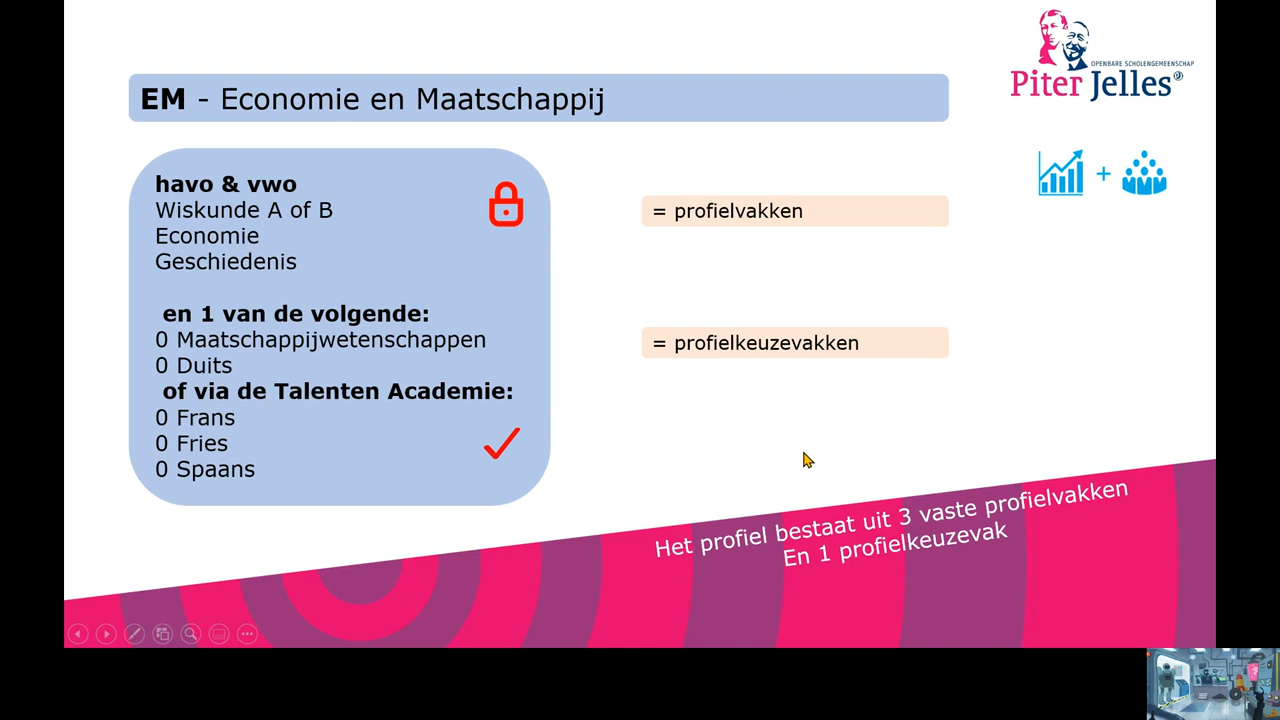 OPENBARE SCHOLENGEMEENSCHAP
Piter Jelles
EM - Economie en Maatschappij
havo & vwo
Wiskunde A of B
Economie
Geschiedenis
en 1 van de volgende:
0 Maatschappijwetenschappen
0 Duits
of via de Talenten Academie:
0 Frans
0 Fries
0 Spaans
= profielvakken
= profielkeuzevakken
+
Het profiel bestaat uit 3 vaste profielvakken
En 1 profielkeuzevak